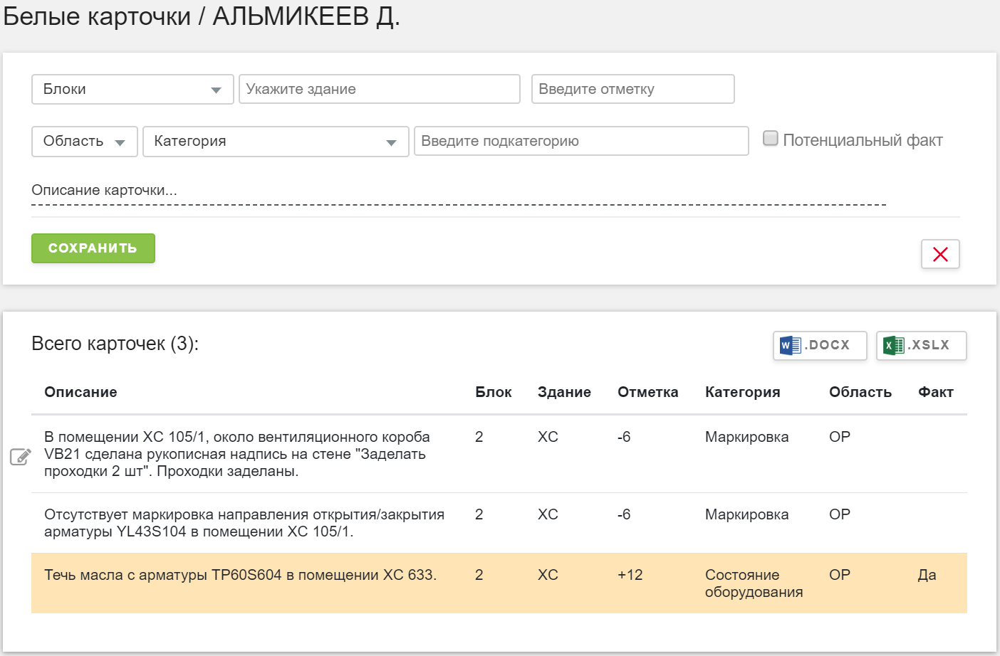 Белые карточки / АЛЬМИКЕЕВ Д.
Блоки Укажите здание Введите отметку
Область Категория Введите подкатегорию Потенциальный факт
Описание карточки...
СОХРАНИТЬ
Всего карточек (3): .DOCX .XSLX
Описание Блок Здание Отметка Категория Область Факт
В помещении ХС 105/1, около вентиляционного короба 2 ХС -6 Маркировка ОР
VB21 сделана рукописная надпись на стене "Заделать
проходки 2 шт". Проходки заделаны.
Отсутствует маркировка направления открытия/закрытия 2 ХС -6 Маркировка ОР
арматуры YL43S104 в помещении ХС 105/1.
Течь масла с арматуры TP60S604 в помещении ХС 633. 2 ХС +12 Состояние ОР Да
оборудования